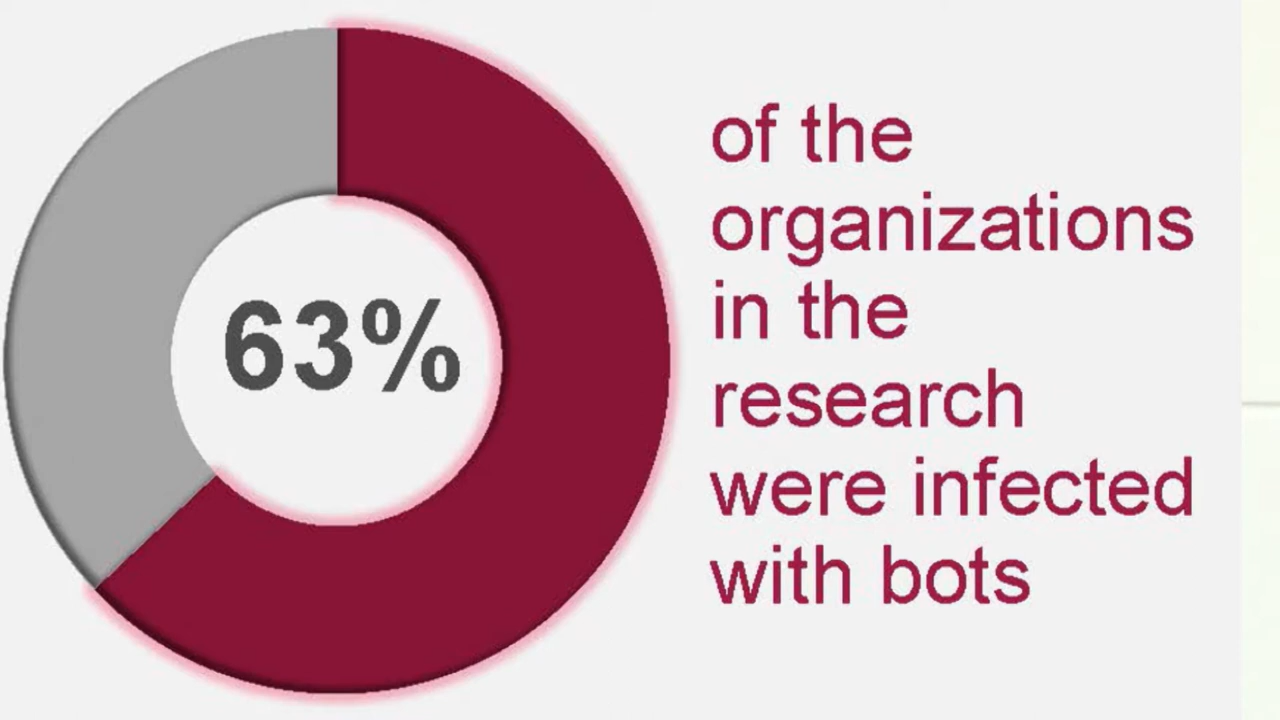 63%
of the
organizations
in the
research
were infected
with bots